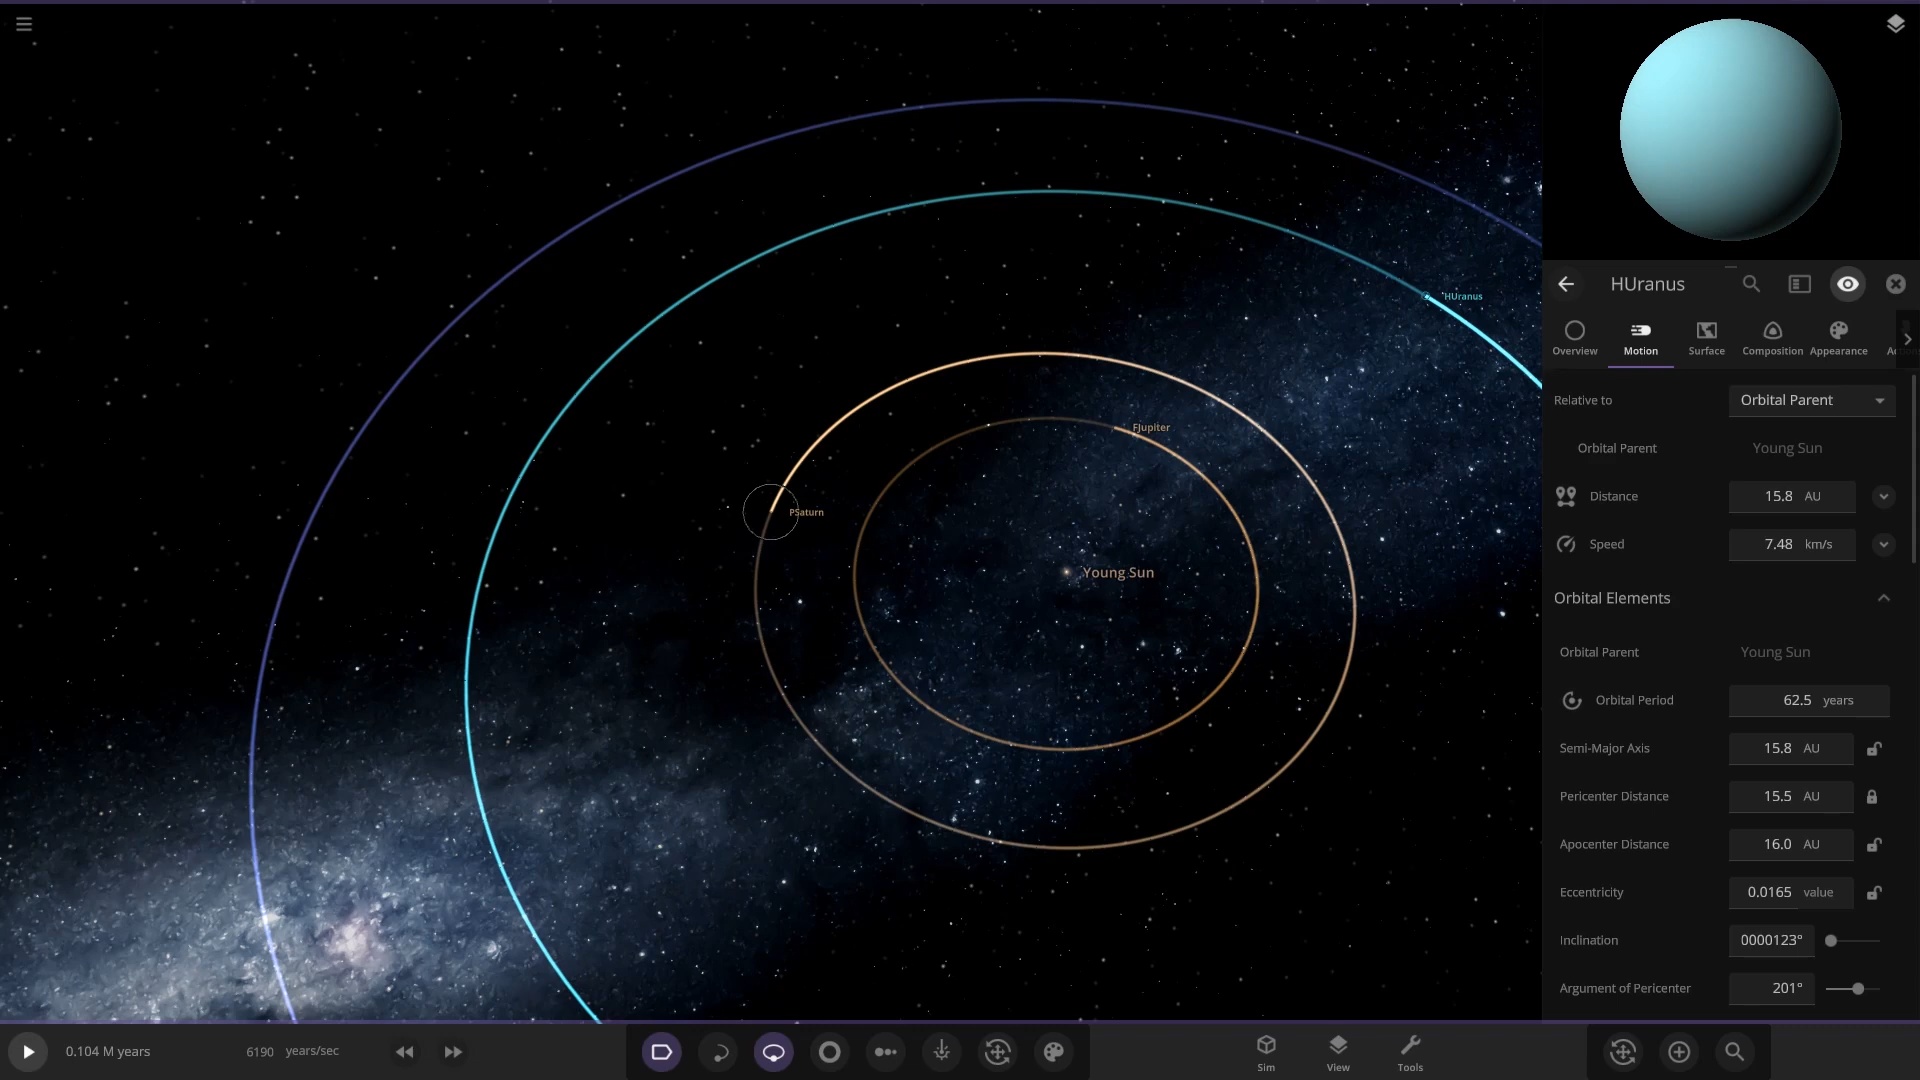 HUranus
FJupiter
PSaturn
Young Sun
HUranus
Overview
Motion
Surface
Composition
Appearance
Relative to
Orbital Parent
Orbital Parent
Young Sun
Distance
15.8 AU
Speed
7.48 km/s
Orbital Elements
Orbital Parent
Young Sun
Orbital Period
62.5 years
Semi-Major Axis
15.8 AU
Pericenter Distance
15.5 AU
Apocenter Distance
16.0 AU
Eccentricity
0.0165 value
Inclination
0000123°
Argument of Pericenter
201°
0.104 M years
6190 years/sec
Sim
View
Tools